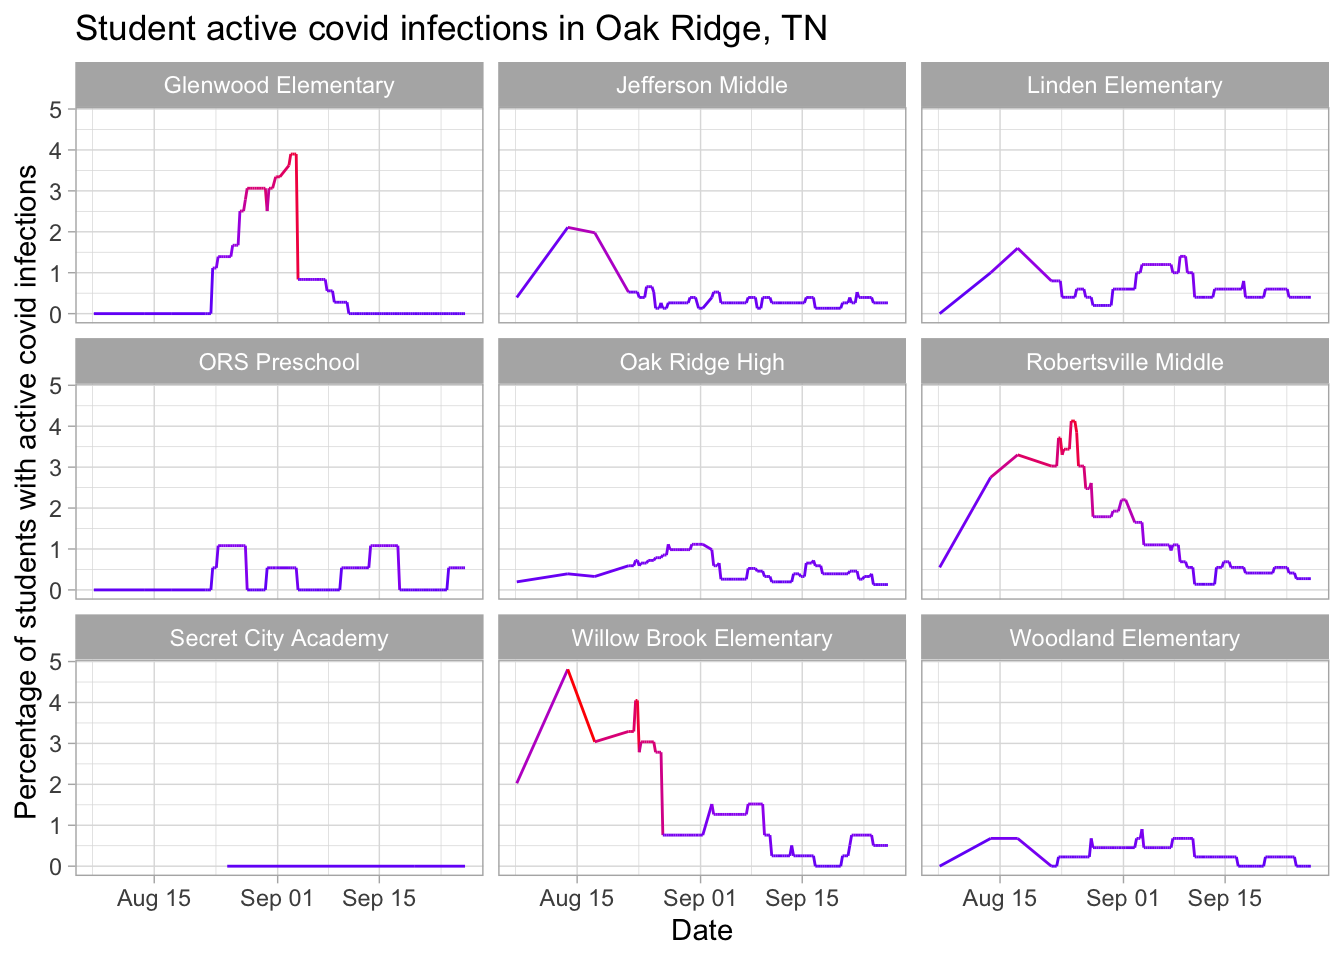 Student active covid infections in Oak Ridge, TN
Percentage of students with active covid infections
Glenwood Elementary
Jefferson Middle
Linden Elementary
5
4
3
2
1
0
ORS Preschool
Oak Ridge High
Robertsville Middle
5
4
3
2
1
0
Secret City Academy
Willow Brook Elementary
Woodland Elementary
5
4
3
2
1
0
Aug 15 Sep 01 Sep 15
Aug 15 Sep 01 Sep 15
Aug 15 Sep 01 Sep 15
Date